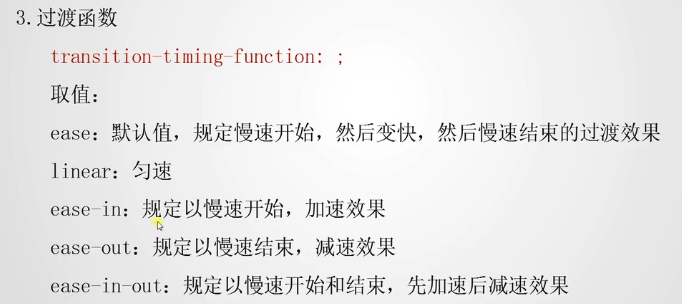 3.过渡函数
transition-timing-function: ;
取值：
ease：默认值，规定慢速开始，然后变快，然后慢速结束的过渡效果
linear：匀速
ease-in：规定以慢速开始，加速效果
ease-out：规定以慢速结束，减速效果
ease-in-out：规定以慢速开始和结束，先加速后减速效果